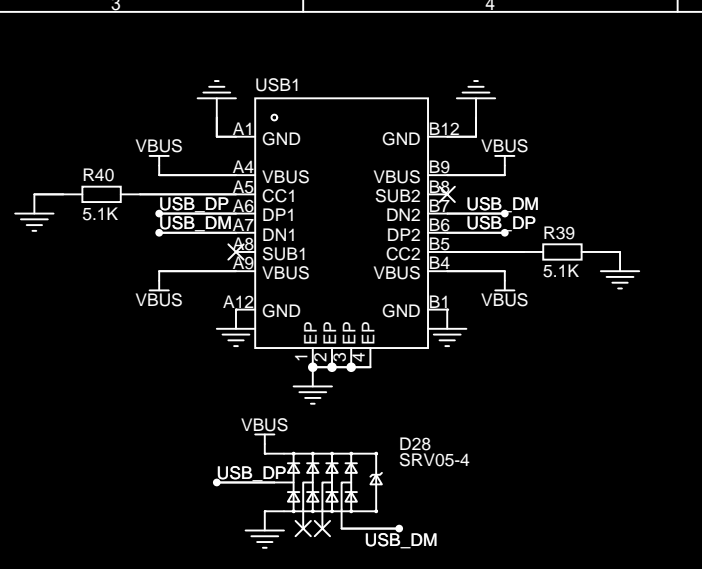 3 4
USB1
A1 GND GND B12
VBUS VBUS
A4 VBUS VBUS B9
R40 A5 CC1 SUB2 B8
5.1K USB_DP A6 DP1 DN2 B7 USB_DM
USB_DM A7 DN1 DP2 B6 USB_DP
A8 SUB1 CC2 B5 R39
A9 VBUS VBUS B4 5.1K
VBUS VBUS
A12 GND GND B1
EP EP EP EP
1 2 3 4
VBUS
D28
SRV05-4
USB_DP
USB_DM